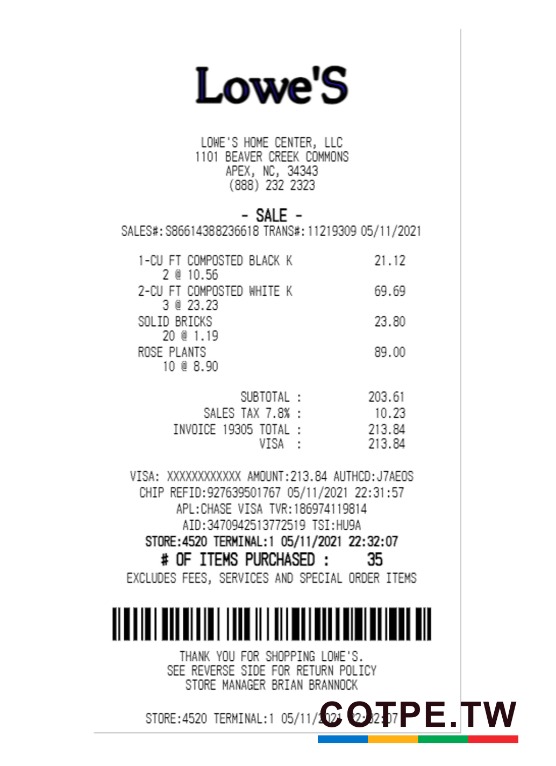 Lowe'S
LOWE'S HOME CENTER, LLC
1101 BEAVER CREEK COMMONS
APEX, NC, 34343
(888) 232 2323
- SALE -
SALES#:S86614388236618 TRANS#:11219309 05/11/2021
1-CU FT COMPOSTED BLACK K 21.12
2 @ 10.56
2-CU FT COMPOSTED WHITE K 69.69
3 @ 23.23
SOLID BRICKS 23.80
20 @ 1.19
ROSE PLANTS 89.00
10 @ 8.90
SUBTOTAL : 203.61
SALES TAX 7.8% : 10.23
INVOICE 19305 TOTAL : 213.84
VISA : 213.84
VISA: XXXXXXXXXXXX AMOUNT:213.84 AUTHCD:J7AEOS
CHIP REFID:927639501767 05/11/2021 22:31:57
APL:CHASE VISA TVR:186974119814
AID:3470942513772519 TSI:HU9A
STORE:4520 TERMINAL:1 05/11/2021 22:32:07
# OF ITEMS PURCHASED : 35
EXCLUDES FEES, SERVICES AND SPECIAL ORDER ITEMS
THANK YOU FOR SHOPPING LOWE'S.
SEE REVERSE SIDE FOR RETURN POLICY
STORE MANAGER BRIAN BRANNOCK
STORE:4520 TERMINAL:1 05/11/2021 22:32:07
COTPE.TW